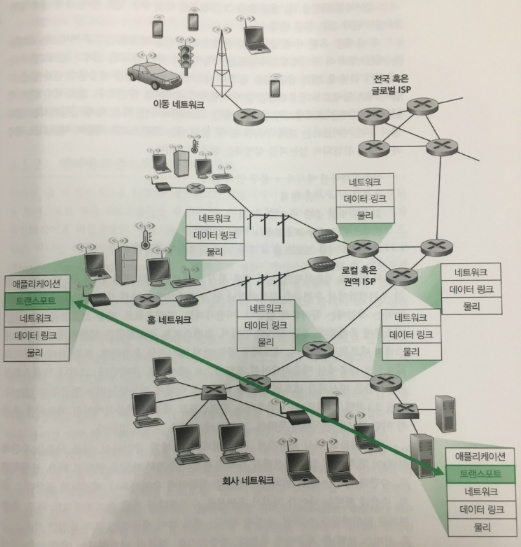 전국 혹은
글로벌 ISP
이동 네트워크
네트워크
데이터 링크
물리
네트워크
데이터 링크
물리
로컬 혹은
권역 ISP
네트워크
데이터 링크
물리
애플리케이션
트랜스포트
네트워크
데이터 링크
물리
홈 네트워크
네트워크
데이터 링크
물리
네트워크
데이터 링크
물리
회사 네트워크
애플리케이션
트랜스포트
네트워크
데이터 링크
물리